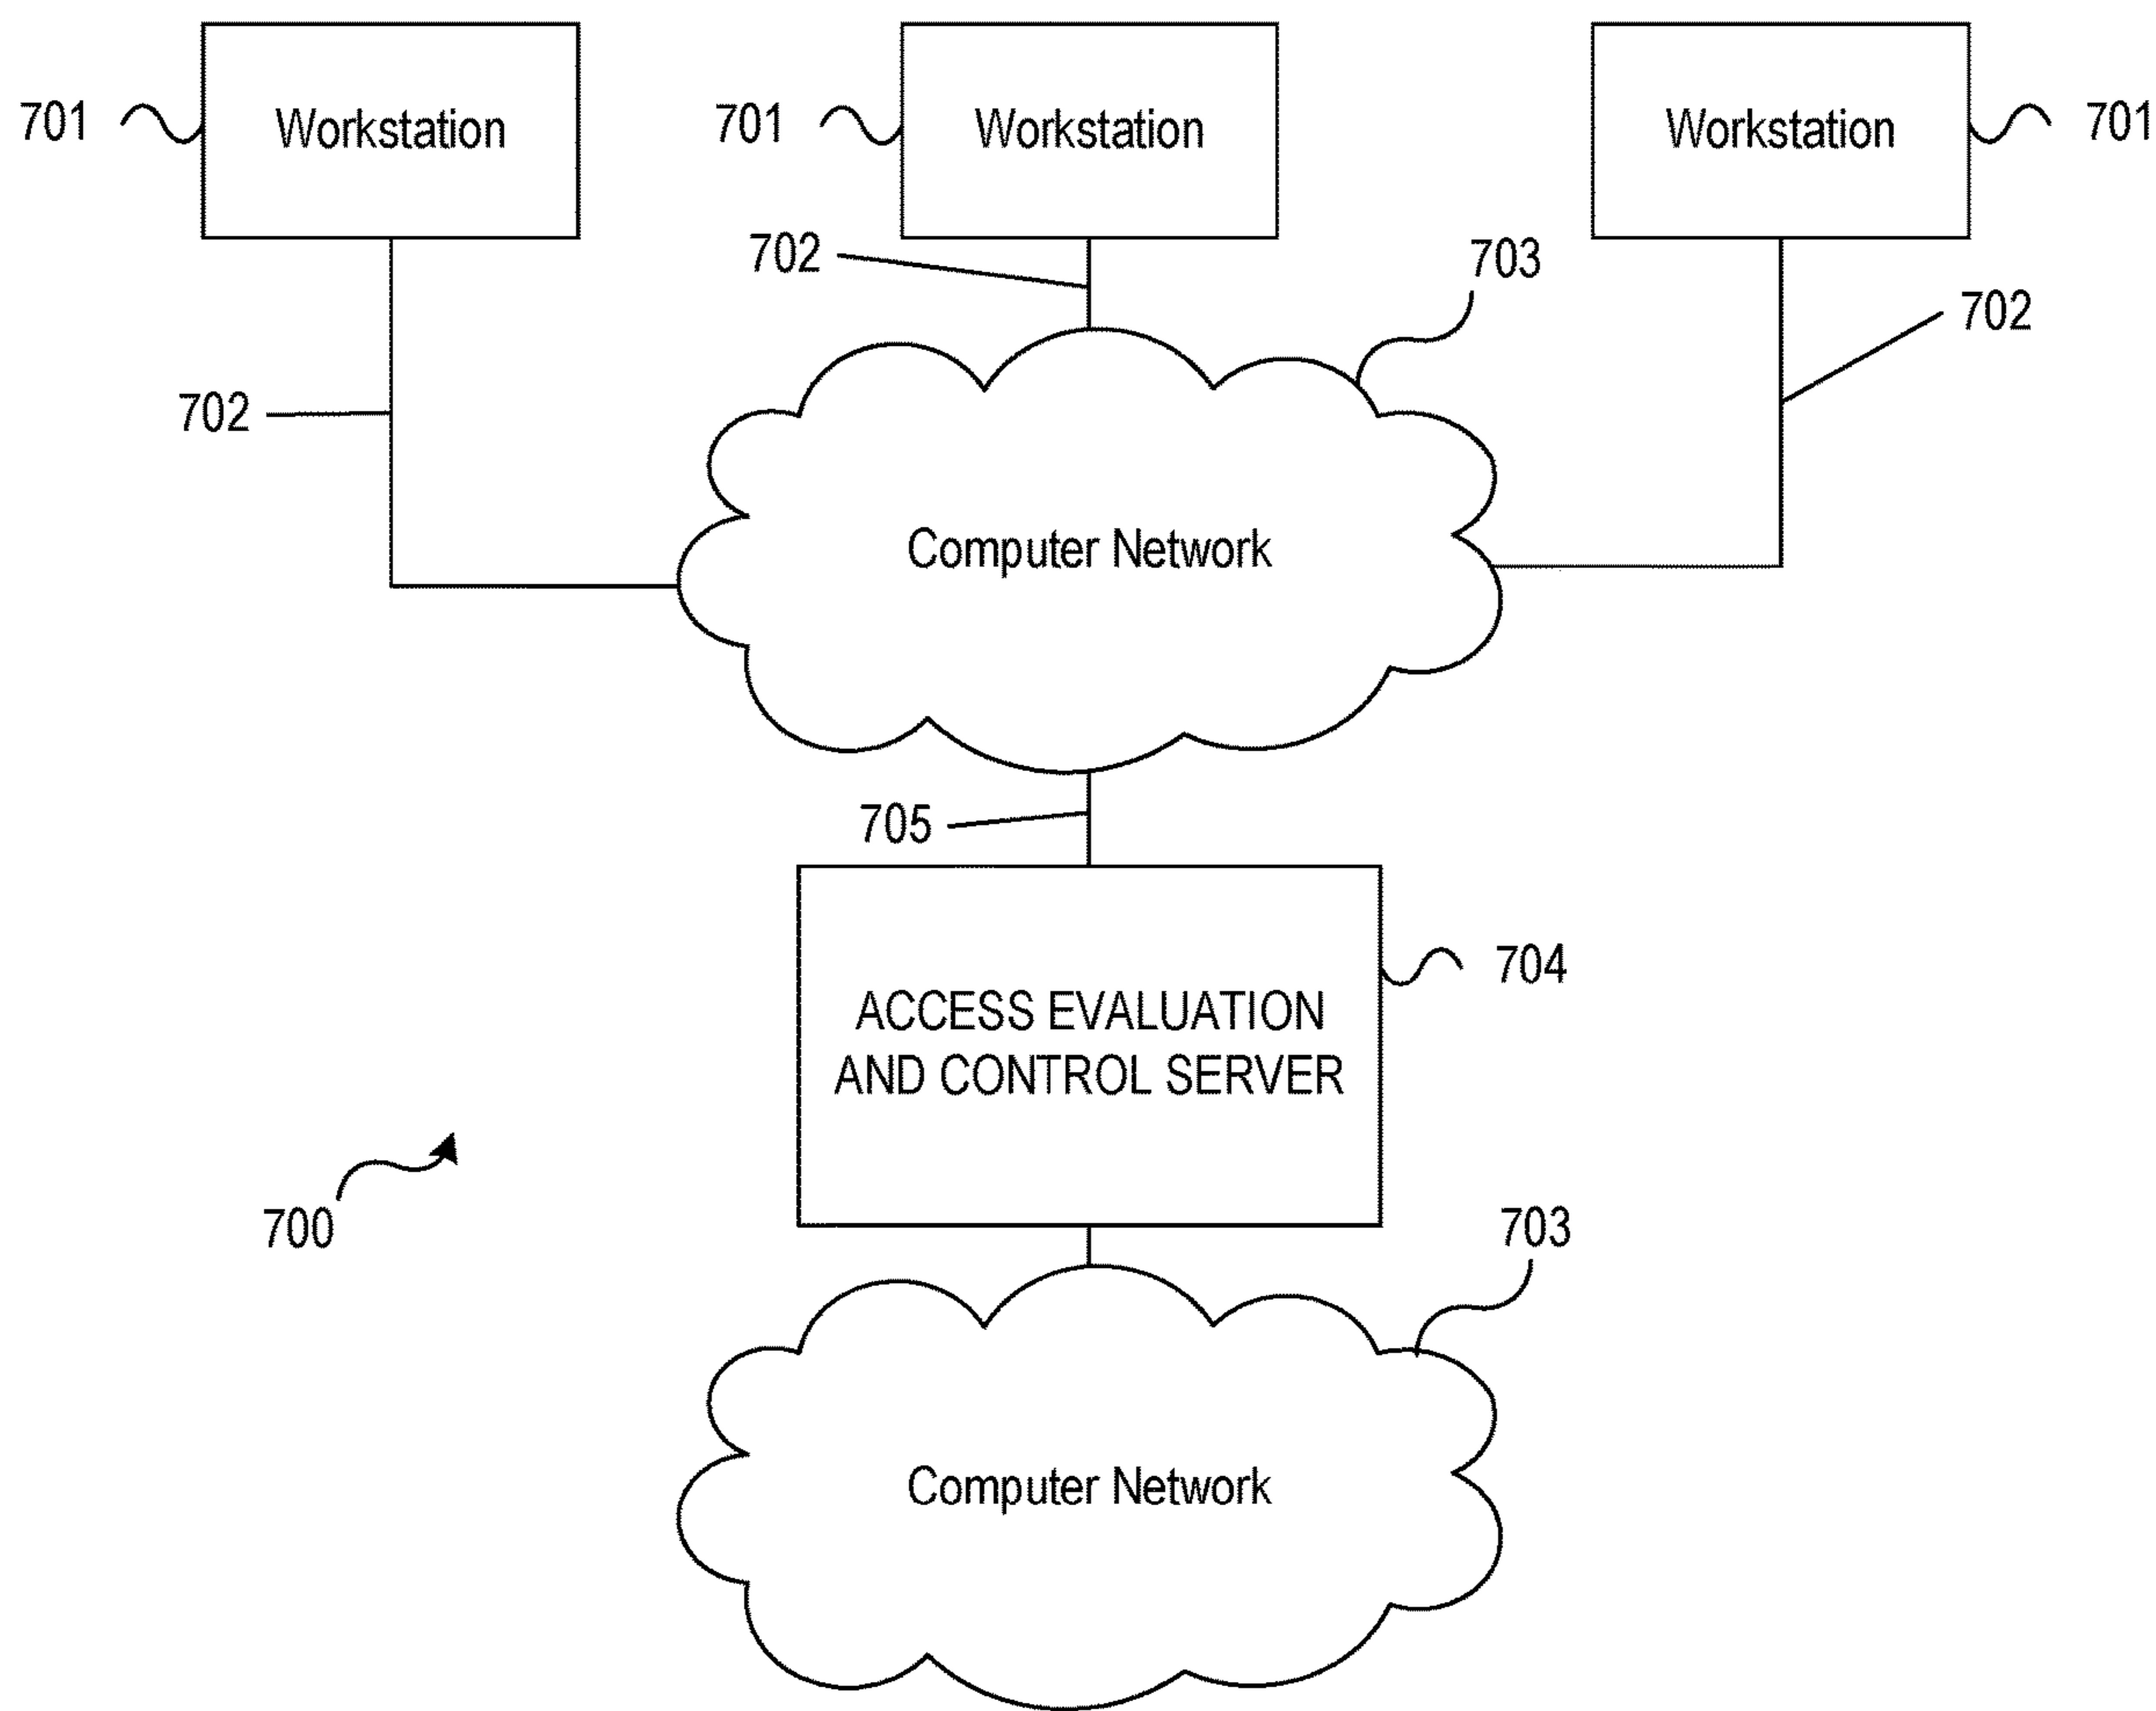 701
Workstation
701
Workstation
Workstation
701
702
703
702
702
Computer Network
705
704
ACCESS EVALUATION
AND CONTROL SERVER
700
703
Computer Network